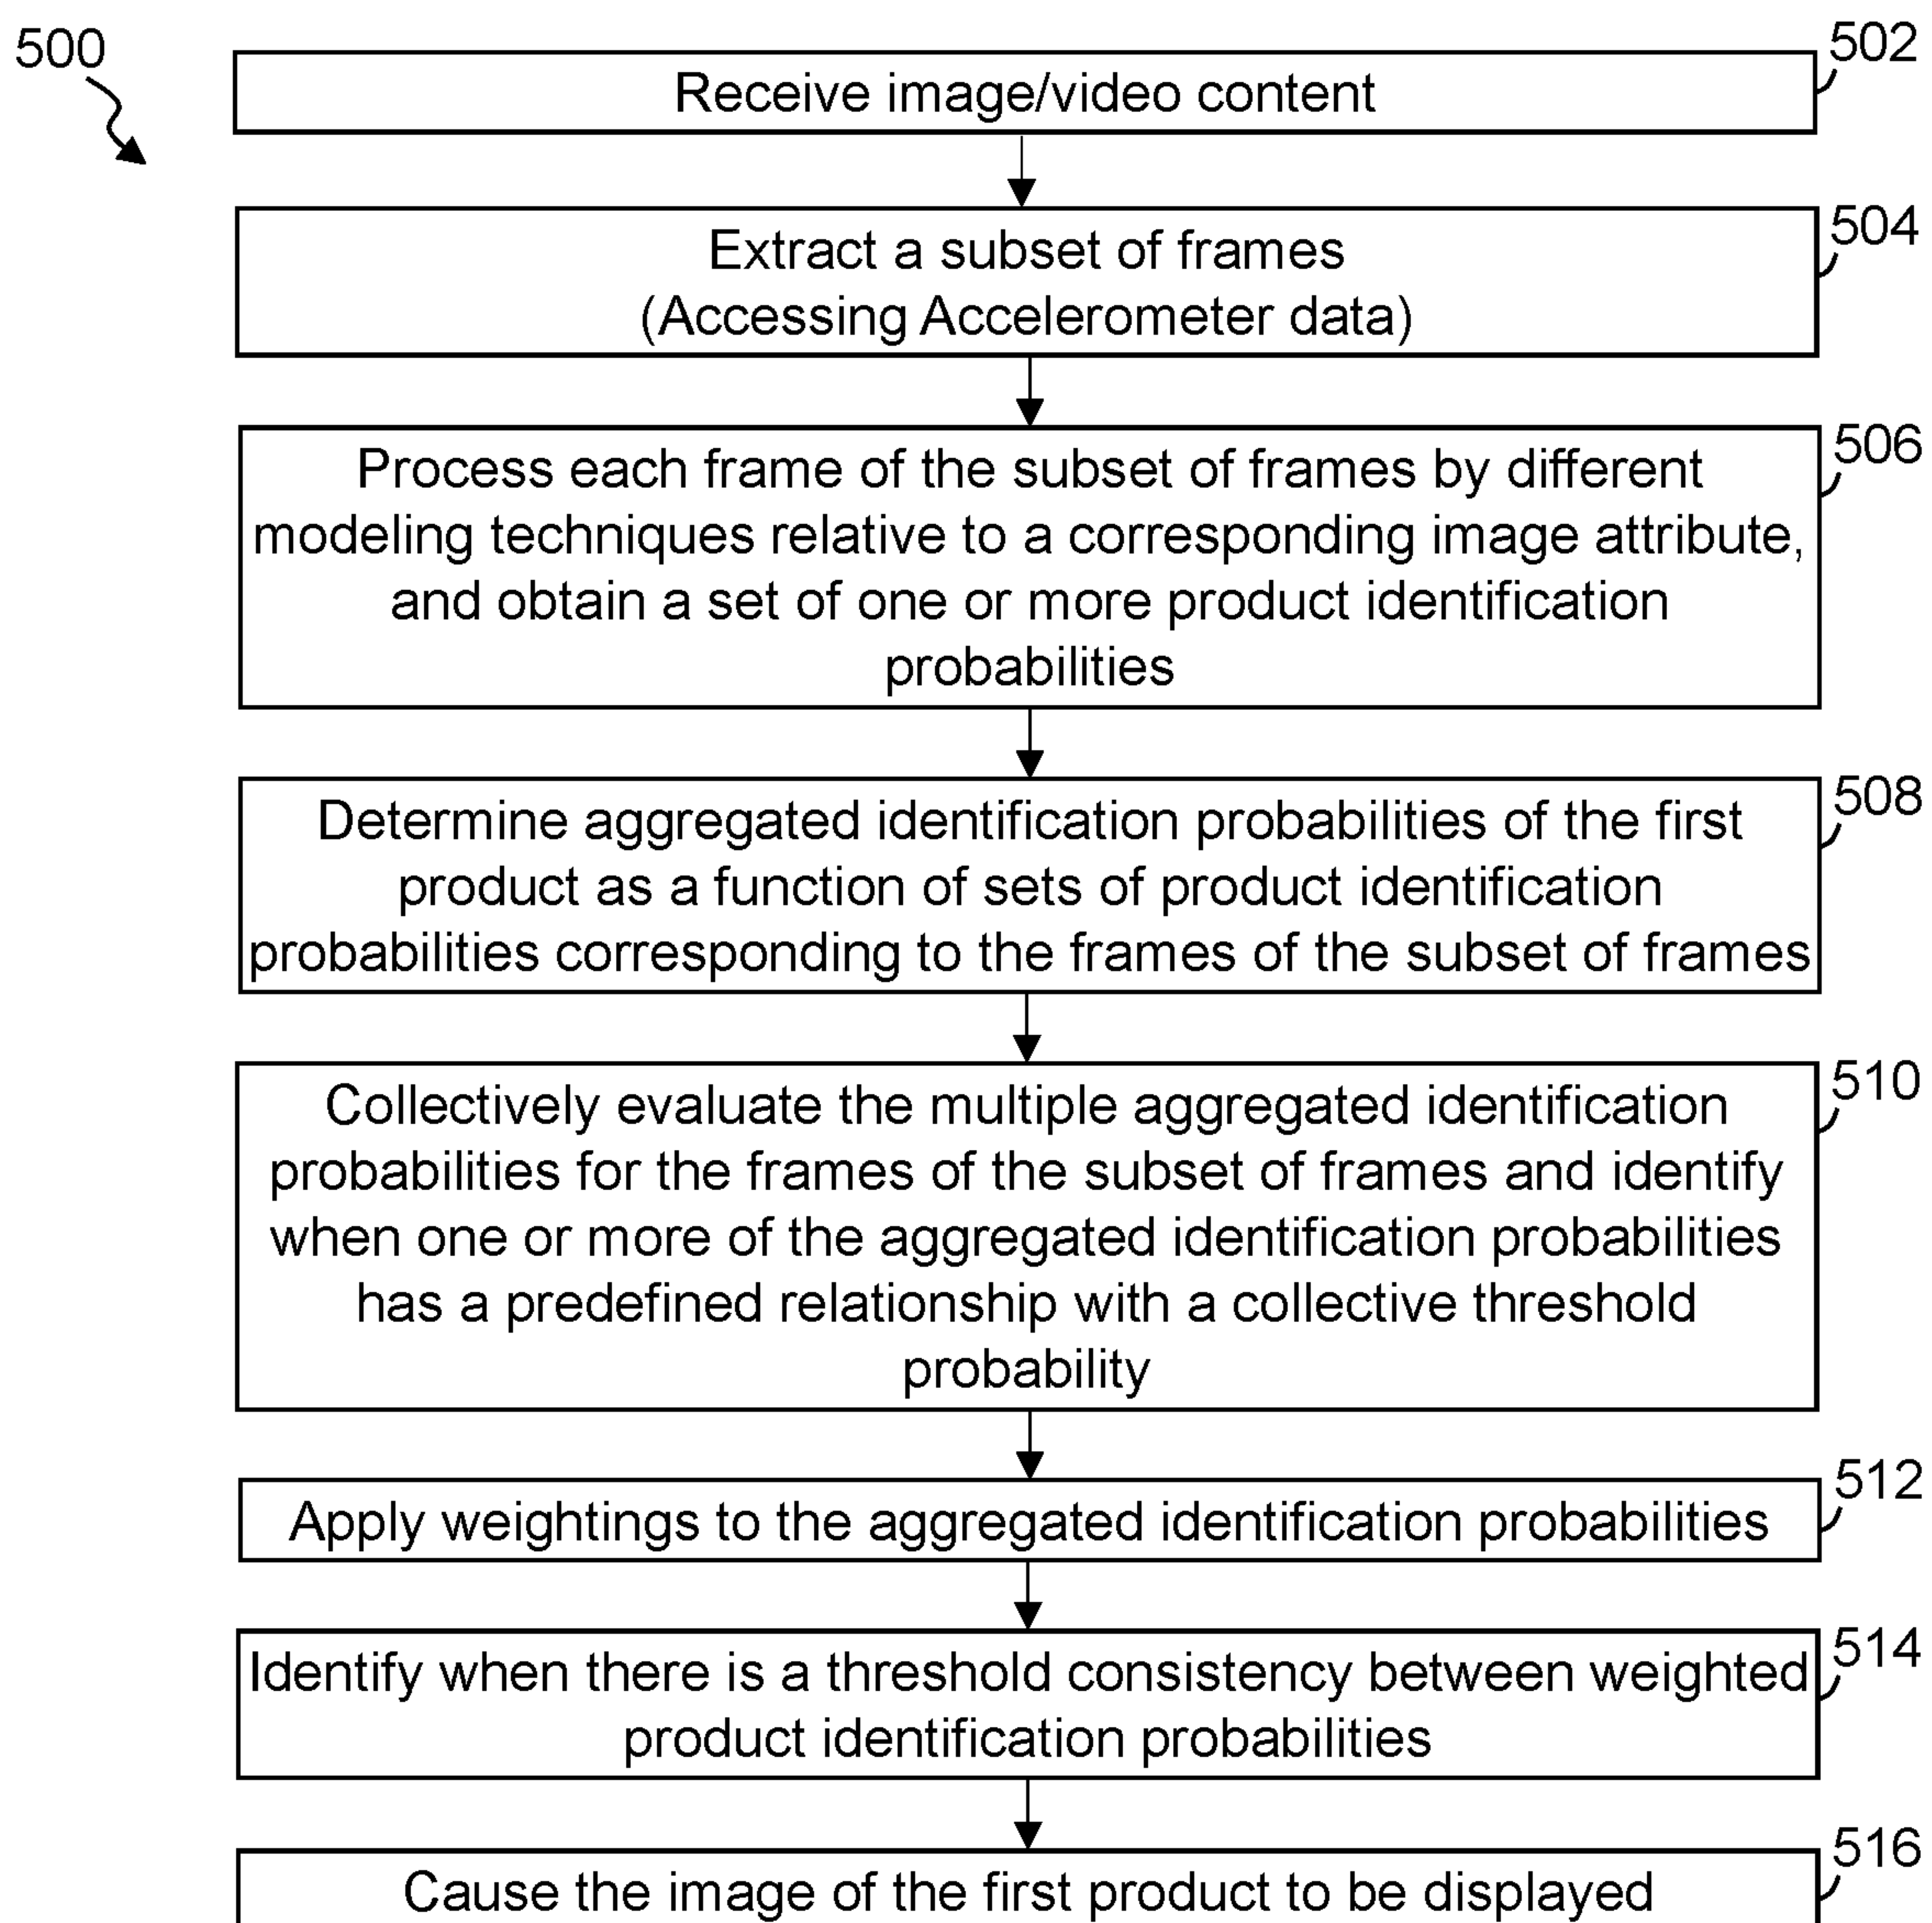 500
502
Receive image/video content
504
Extract a subset of frames
(Accessing Accelerometer data)
506
Process each frame of the subset of frames by different
modeling techniques relative to a corresponding image attribute,
and obtain a set of one or more product identification
probabilities
508
Determine aggregated identification probabilities of the first
product as a function of sets of product identification
probabilities corresponding to the frames of the subset of frames
510
Collectively evaluate the multiple aggregated identification
probabilities for the frames of the subset of frames and identify
when one or more of the aggregated identification probabilities
has a predefined relationship with a collective threshold
probability
512
Apply weightings to the aggregated identification probabilities
514
Identify when there is a threshold consistency between weighted
product identification probabilities
516
Cause the image of the first product to be displayed